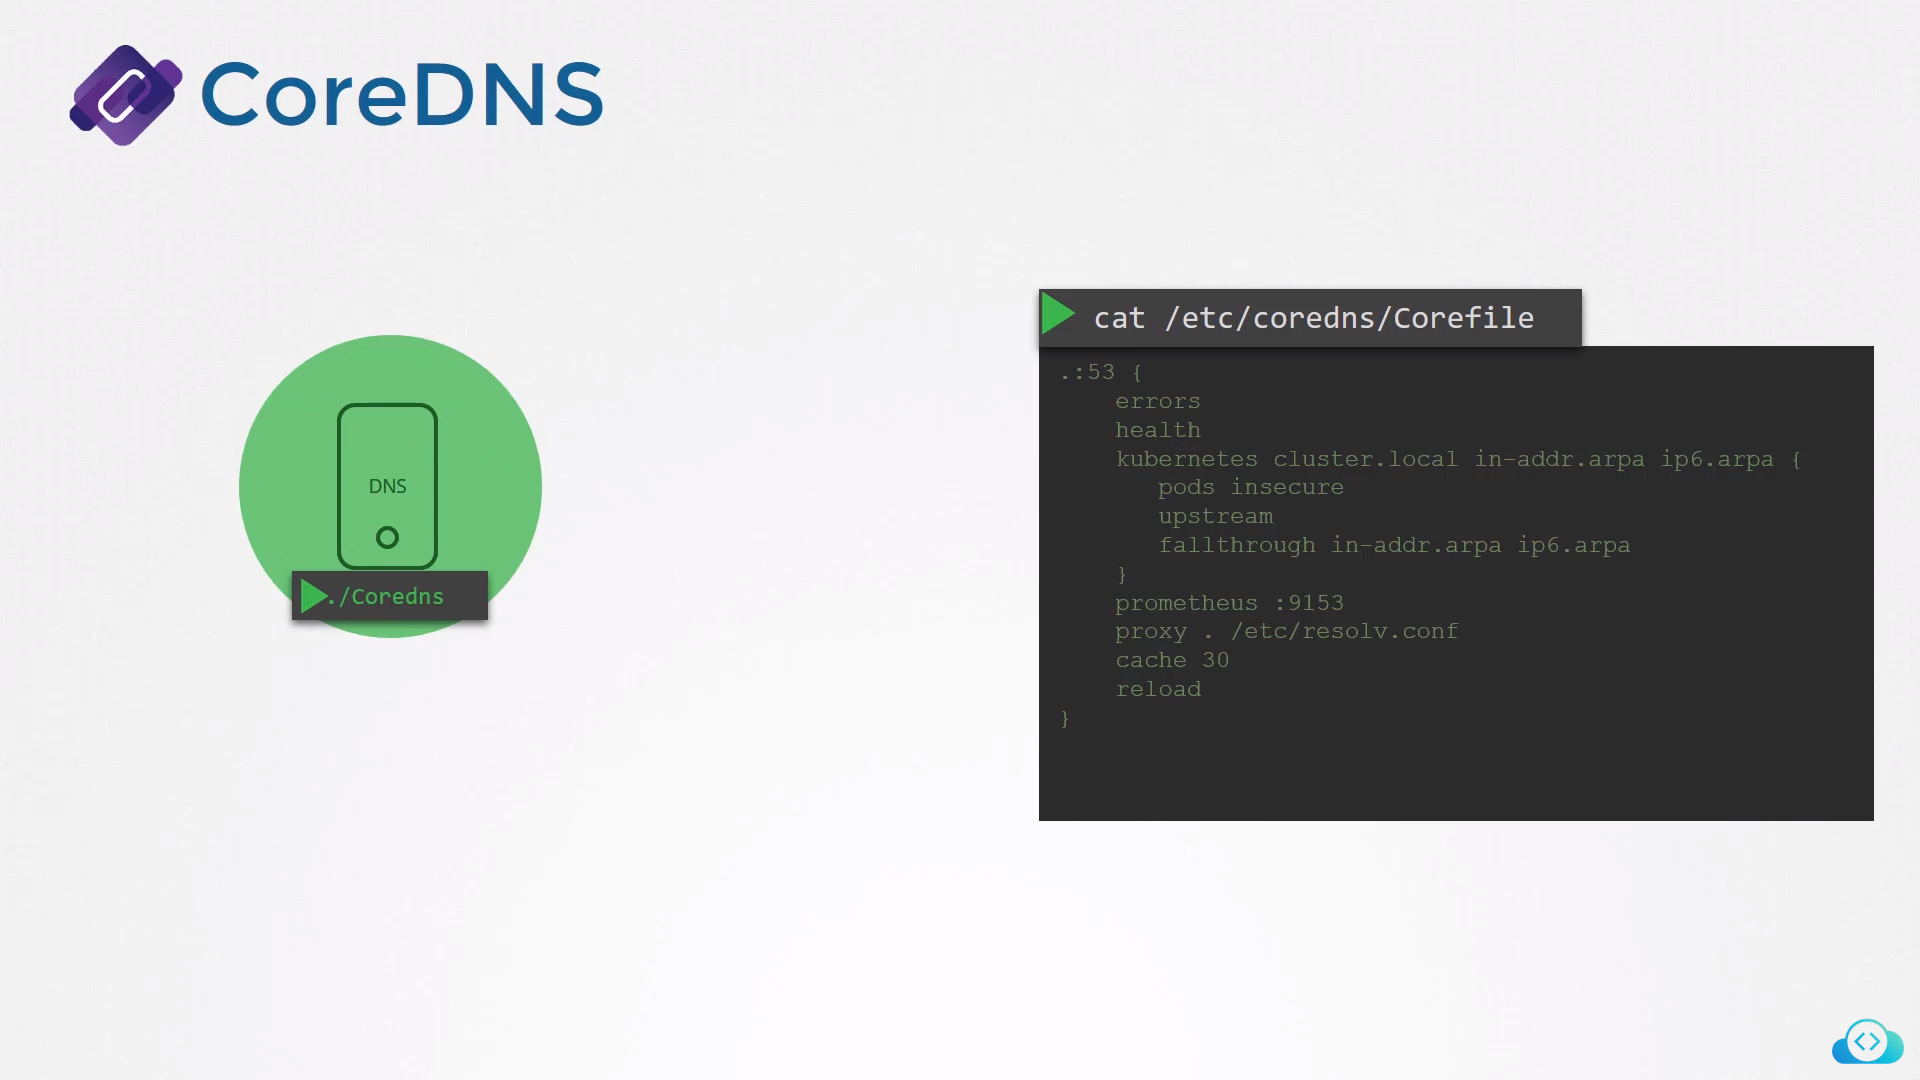 CoreDNS
DNS
./Coredns
cat /etc/coredns/Corefile
.:53 {
    errors
    health
    kubernetes cluster.local in-addr.arpa ip6.arpa {
       pods insecure
       upstream
       fallthrough in-addr.arpa ip6.arpa
    }
    prometheus :9153
    proxy . /etc/resolv.conf
    cache 30
    reload
}